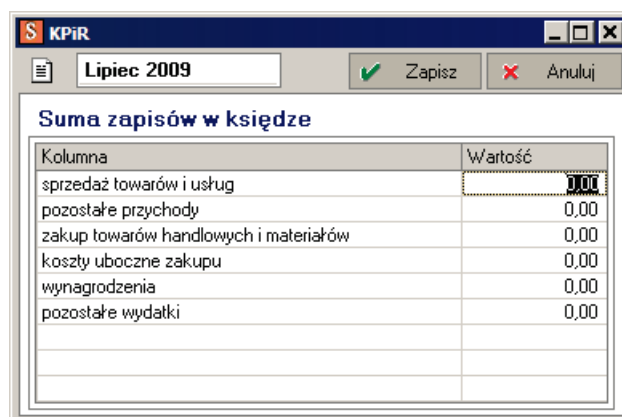 S KPiR
Lipiec 2009 Zapisz Anuluj
Suma zapisów w księdze
Kolumna Wartość
sprzedaż towarów i usług 0,00
pozostałe przychody 0,00
zakup towarów handlowych i materiałów 0,00
koszty uboczne zakupu 0,00
wynagrodzenia 0,00
pozostałe wydatki 0,00